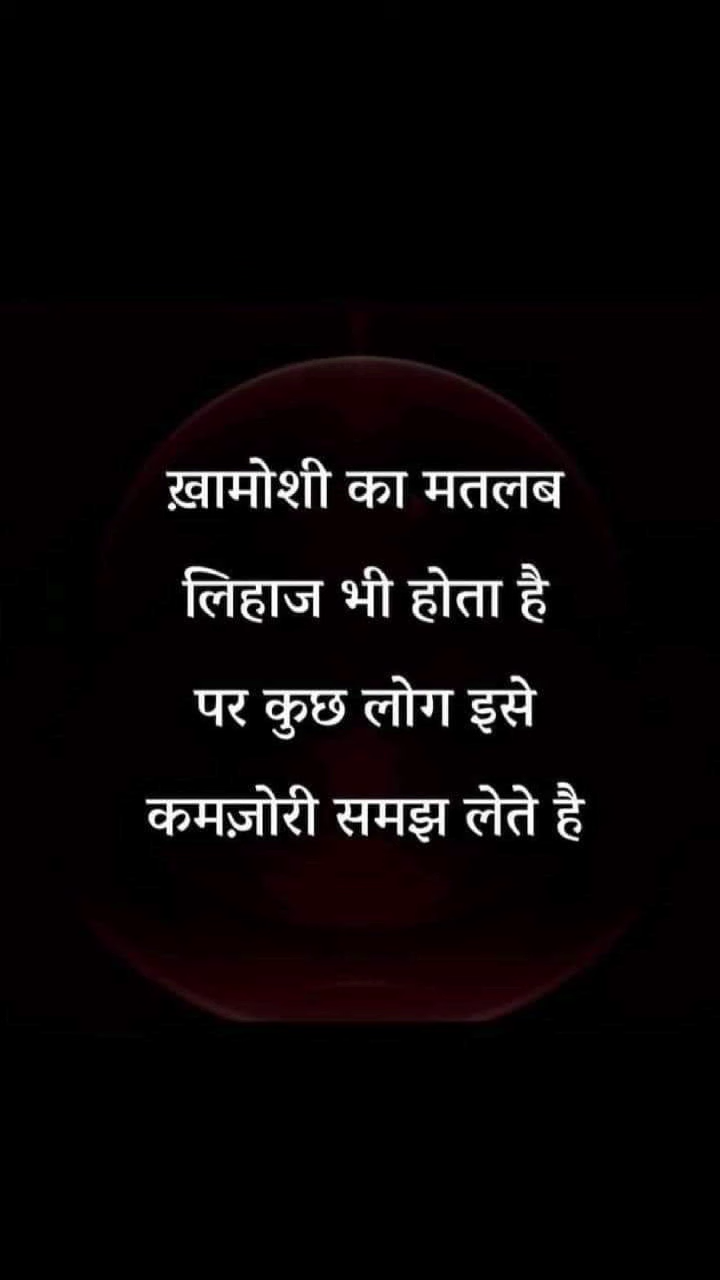 ख़ामोशी का मतलब
लिहाज भी होता है
पर कुछ लोग इसे
कमज़ोरी समझ लेते है